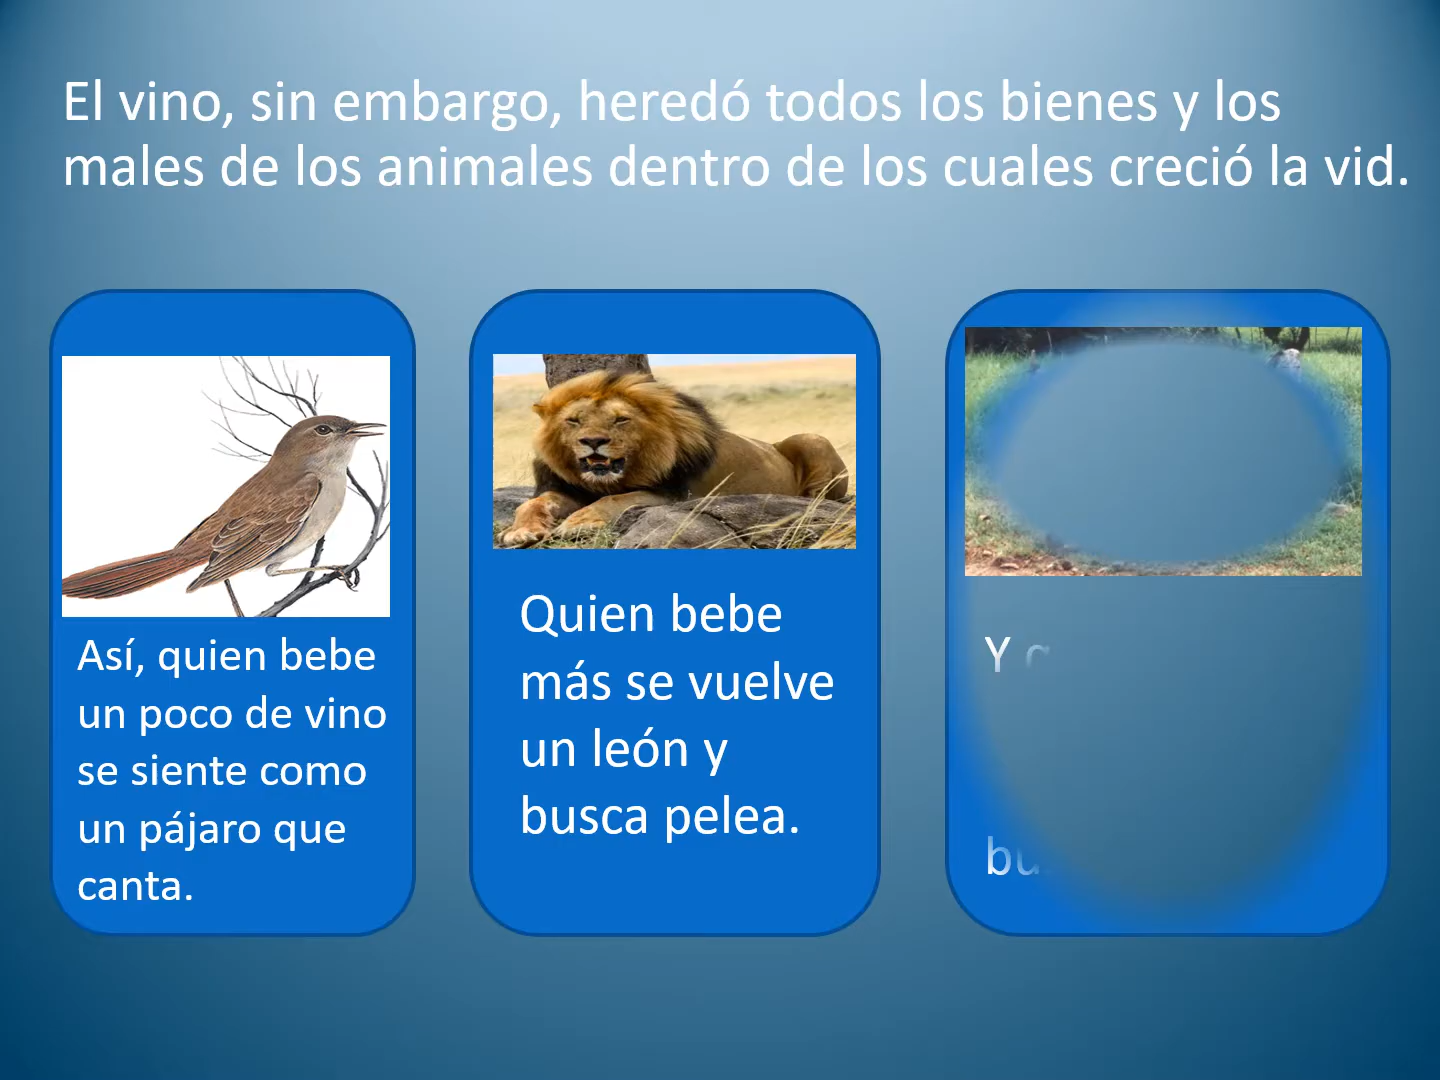 El vino, sin embargo, heredó todos los bienes y los
males de los animales dentro de los cuales creció la vid.
Así, quien bebe
un poco de vino
se siente como
un pájaro que
canta.
Quien bebe
más se vuelve
un león y
busca pelea.
Y